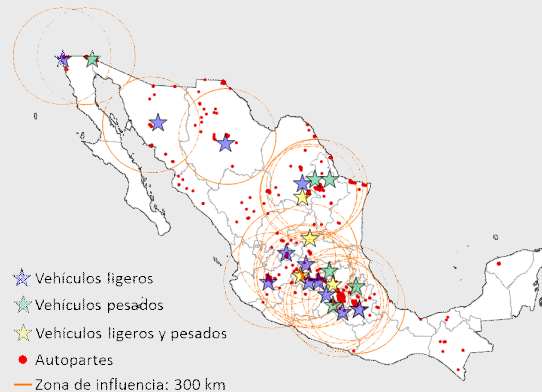 Vehículos ligeros
Vehículos pesados
Vehículos ligeros y pesados
Autopartes
Zona de influencia: 300 km